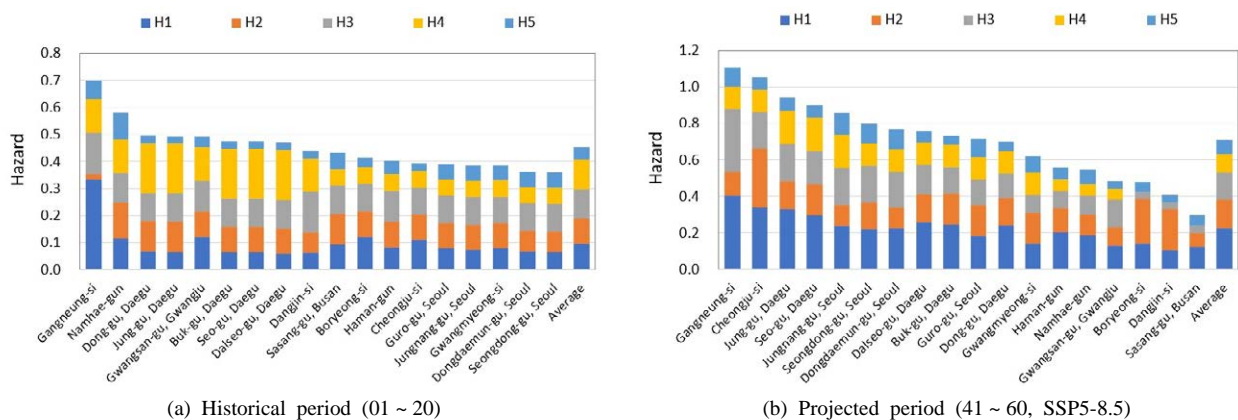 H1 H2 H3 H4 H5
0.8
0.7
0.6
0.5
0.4
0.3
0.2
0.1
0.0
Hazard
Gangneung-si
Namhae-gun
Dong-gu, Daegu
Jung-gu, Daegu
Gwangsan-gu, Gwangju
Buk-gu, Daegu
Seo-gu, Daegu
Dalseo-gu, Daegu
Dangjin-si
Sasang-gu, Busan
Boryeong-si
Haman-gun
Cheongju-si
Guro-gu, Seoul
Jungnang-gu, Seoul
Gwangmyeong-si
Dongdaemun-gu, Seoul
Seongdong-gu, Seoul
Average
(a) Historical period (01 ~ 20)
H1 H2 H3 H4 H5
1.2
1.0
0.8
0.6
0.4
0.2
0.0
Hazard
Gangneung-si
Cheongju-si
Jung-gu, Daegu
Seo-gu, Daegu
Jungnang-gu, Seoul
Seongdong-gu, Seoul
Dongdaemun-gu, Seoul
Dalseo-gu, Daegu
Buk-gu, Daegu
Guro-gu, Seoul
Dong-gu, Daegu
Gwangmyeong-si
Haman-gun
Namhae-gun
Gwangsan-gu, Gwangju
Boryeong-si
Dangjin-si
Sasang-gu, Busan
Average
(b) Projected period (41 ~ 60, SSP5-8.5)